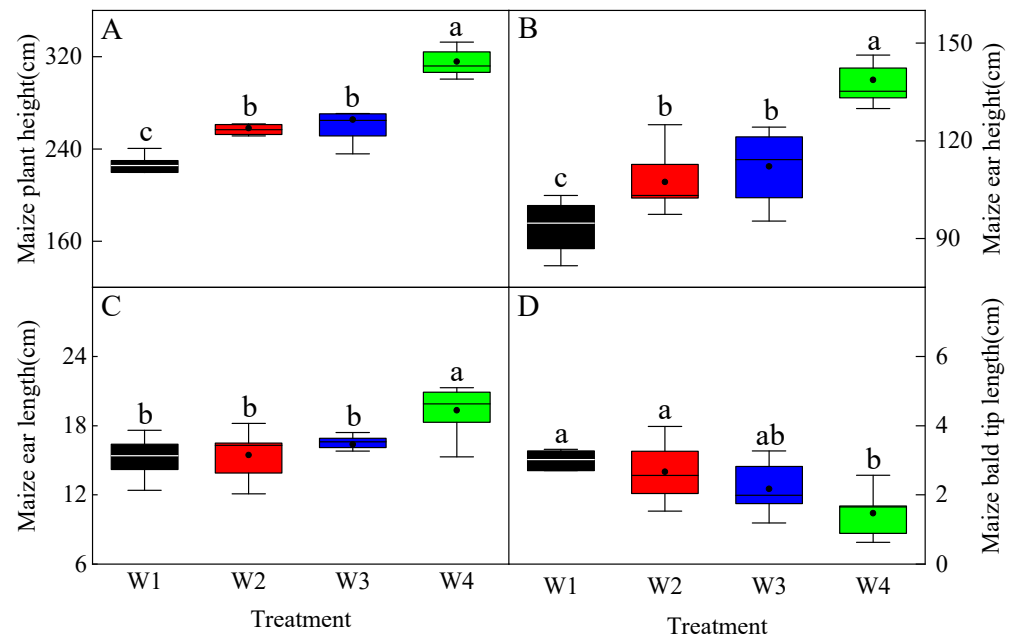 A
Maize plant height(cm)
320
240
160
c
b
b
a
B
Maize ear height(cm)
150
120
90
c
b
b
a
C
Maize ear length(cm)
24
18
12
6
b
b
b
a
W1 W2 W3 W4
Treatment
D
Maize bald tip length(cm)
6
4
2
0
a
a
ab
b
W1 W2 W3 W4
Treatment